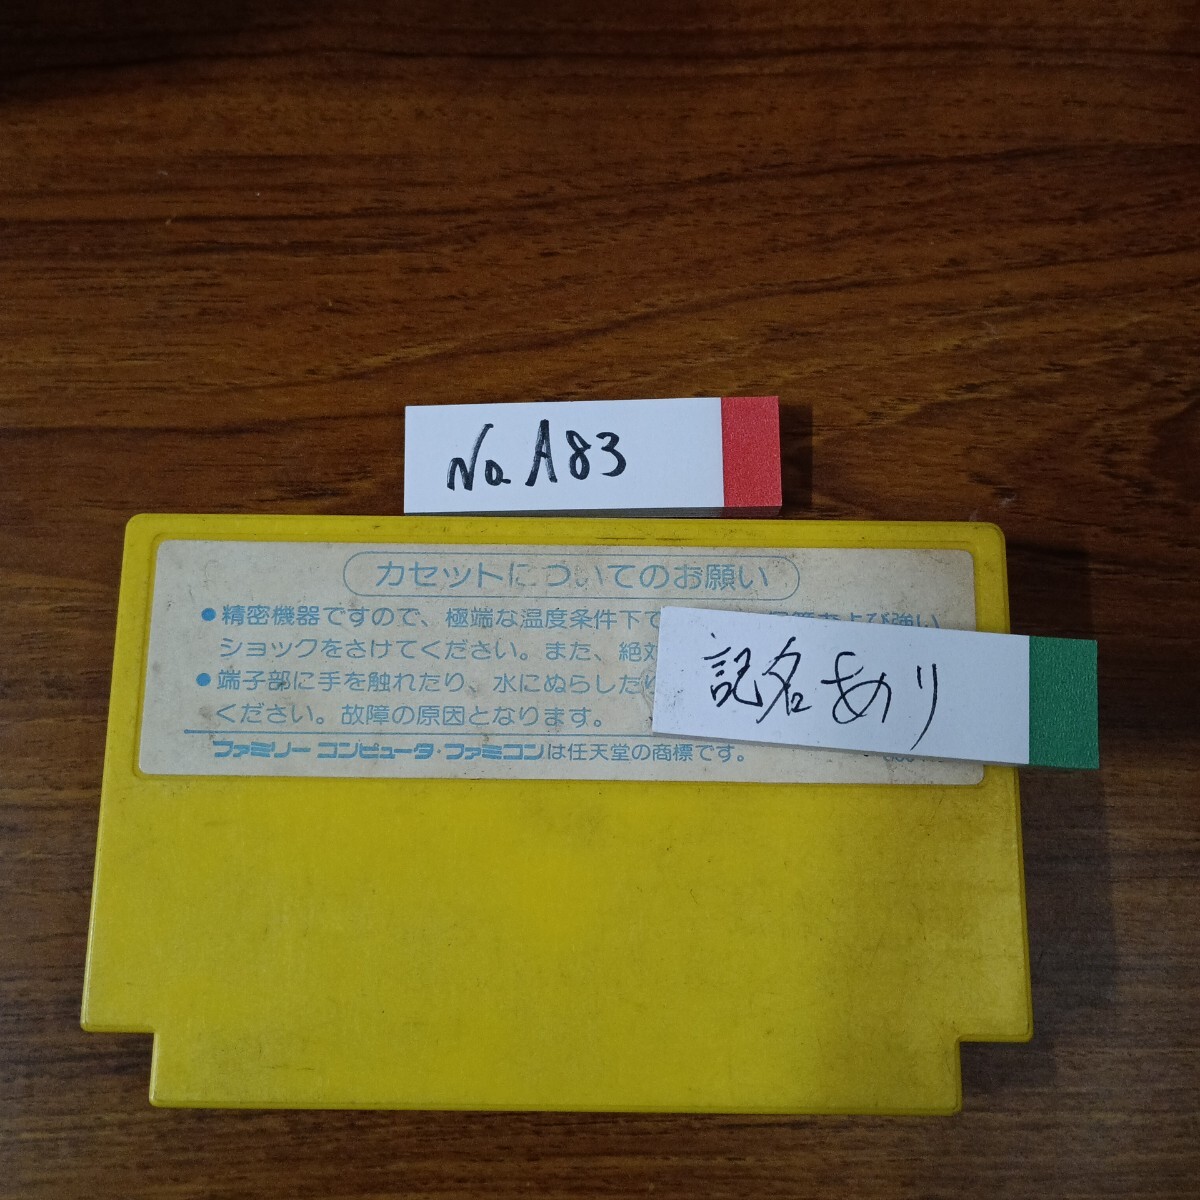 No. A83
カセットについてのお願い
●精密機器ですので、極端な温度条件下で および強い
ショックをさけてください。また、絶対
●端子部に手を触れたり、水にぬらしたり
ください。故障の原因となります。
ファミリーコンピュータ・ファミコンは任天堂の商標です。
記名あり